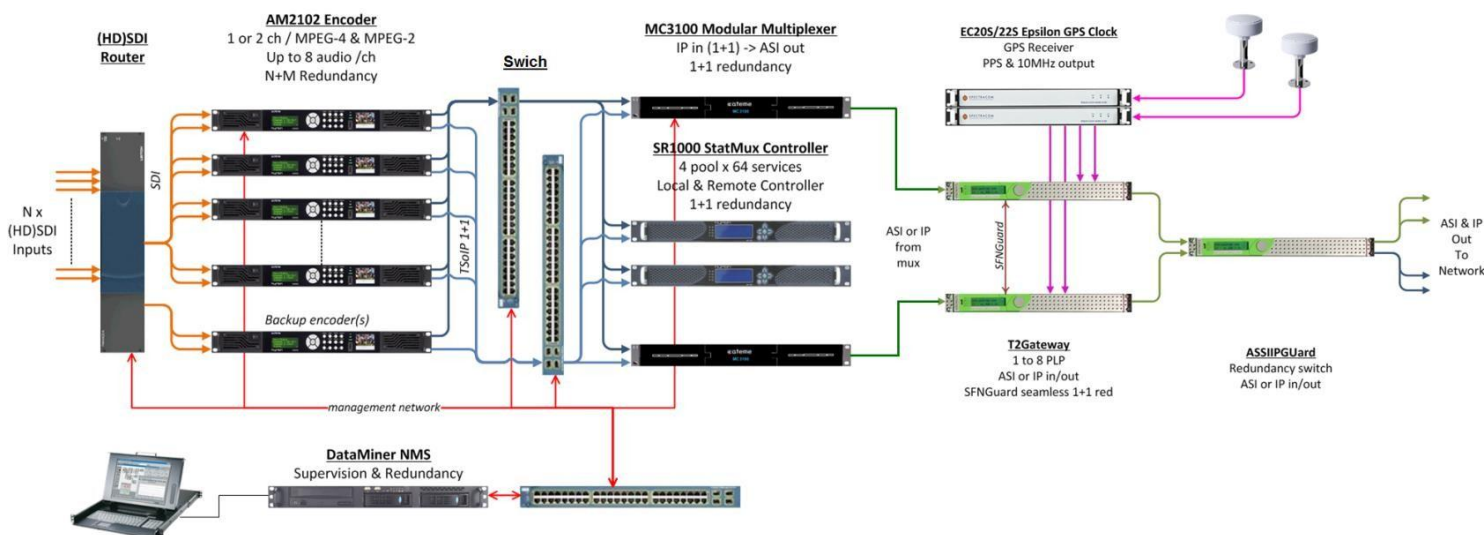 (HD)SDI
Router
AM2102 Encoder
1 or 2 ch / MPEG-4 & MPEG-2
Up to 8 audio /ch
N+M Redundancy
Swich
MC3100 Modular Multiplexer
IP in (1+1) -> ASI out
1+1 redundancy
EC20S/22S Epsilon GPS Clock
GPS Receiver
PPS & 10MHz output
N x
(HD)SDI
Inputs
SDI
TSoIP 1+1
MC3100
SR1000 StatMux Controller
4 pool x 64 services
Local & Remote Controller
1+1 redundancy
ASI or IP
from
mux
SFNGuard
ASI & IP
Out
To
Network
Backup encoder(s)
MC3100
T2Gateway
1 to 8 PLP
ASI or IP in/out
SFNGuard seamless 1+1 red
ASSIIPGUard
Redundancy switch
ASI or IP in/out
management network
DataMiner NMS
Supervision & Redundancy